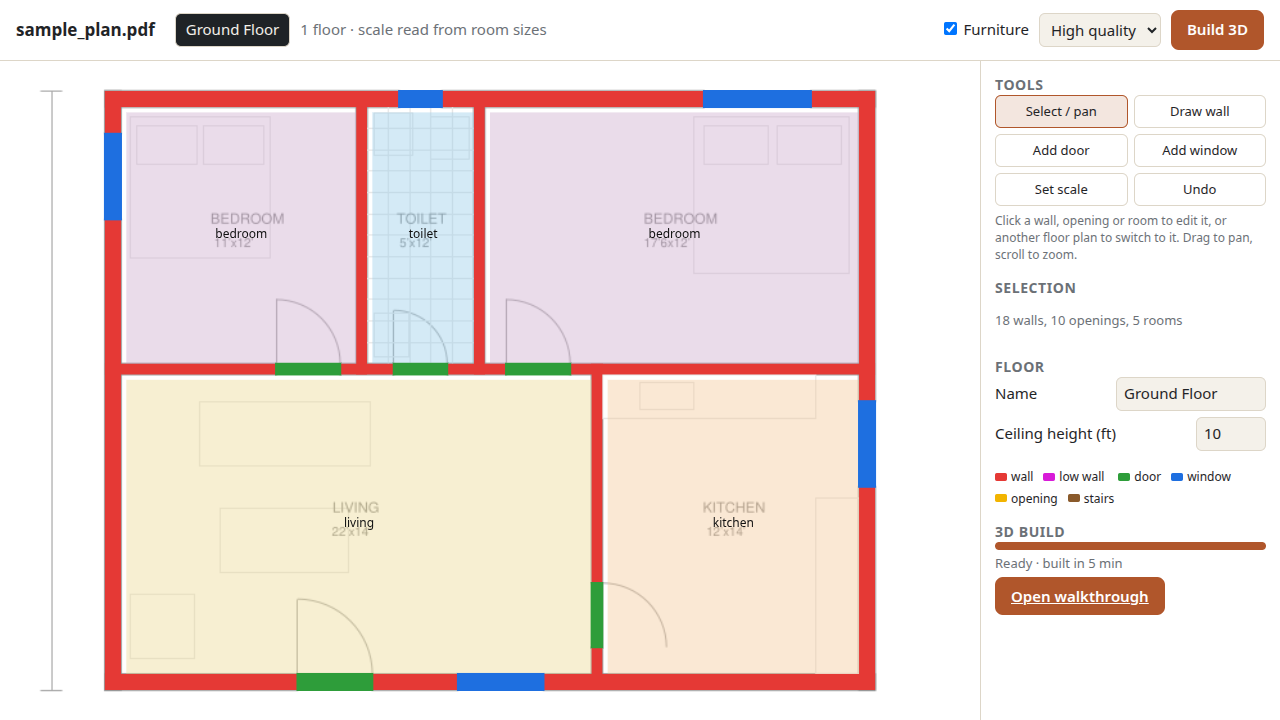 sample_plan.pdf
Ground Floor
1 floor · scale read from room sizes
Furniture
High quality
Build 3D
BEDROOM
bedroom
11'x12'
TOILET
toilet
5'x12'
BEDROOM
bedroom
17'6x12'
LIVING
living
22'x14'
KITCHEN
kitchen
12'x14'
TOOLS
Select / pan
Draw wall
Add door
Add window
Set scale
Undo
Click a wall, opening or room to edit it, or
another floor plan to switch to it. Drag to pan,
scroll to zoom.
SELECTION
18 walls, 10 openings, 5 rooms
FLOOR
Name
Ground Floor
Ceiling height (ft)
10
wall
low wall
door
window
opening
stairs
3D BUILD
Ready · built in 5 min
Open walkthrough